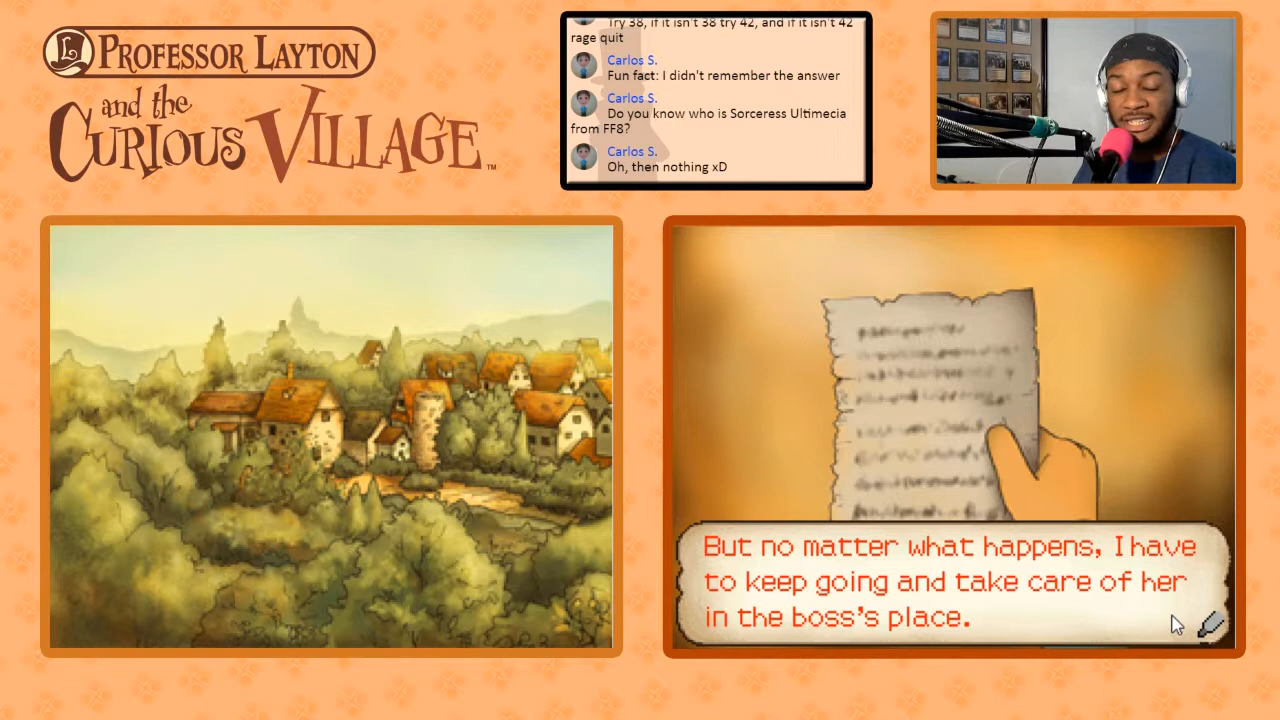 PROFESSOR LAYTON
and the
CURIOUS VILLAGE™
Try 38, if it isn't 38 try 42, and if it isn't 42
rage quit
Carlos S.
Fun fact: I didn't remember the answer
Carlos S.
Do you know who is Sorceress Ultimecia
from FF8?
Carlos S.
Oh, then nothing xD
But no matter what happens, I have
to keep going and take care of her
in the boss's place.